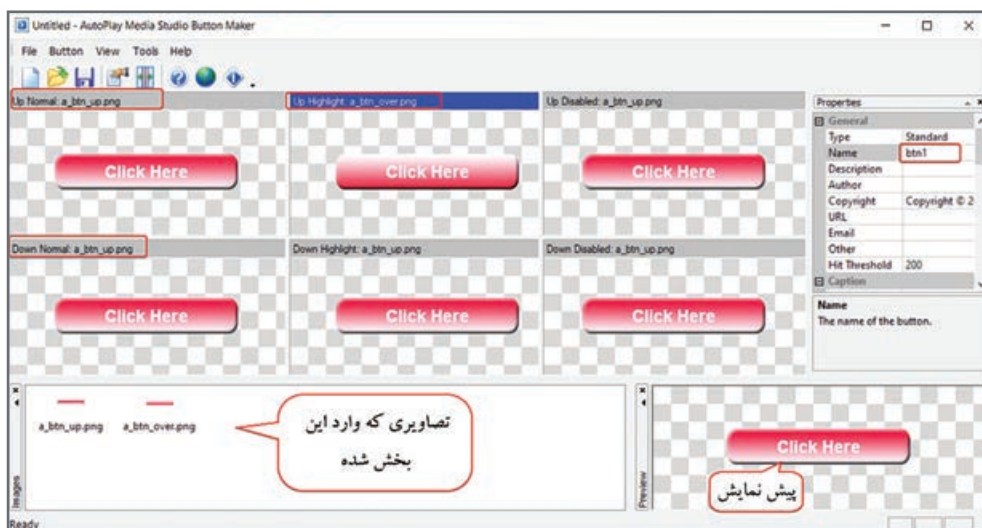 Untitled - AutoPlay Media Studio Button Maker
File Button View Tools Help
Up Normal: a_btn_up.png
Up Highlight: a_btn_over.png
Up Disabled: a_btn_up.png
Click Here
Click Here
Click Here
Down Normal: a_btn_up.png
Down Highlight: a_btn_up.png
Down Disabled: a_btn_up.png
Click Here
Click Here
Click Here
Properties
General
Type Standard
Name btn1
Description
Author
Copyright Copyright © 2
URL
Email
Other
Hit Threshold 200
Caption
Name
The name of the button.
Images
a_btn_up.png
a_btn_over.png
تصاویری که وارد این
بخش شده
Preview
Click Here
پیش نمایش
Ready